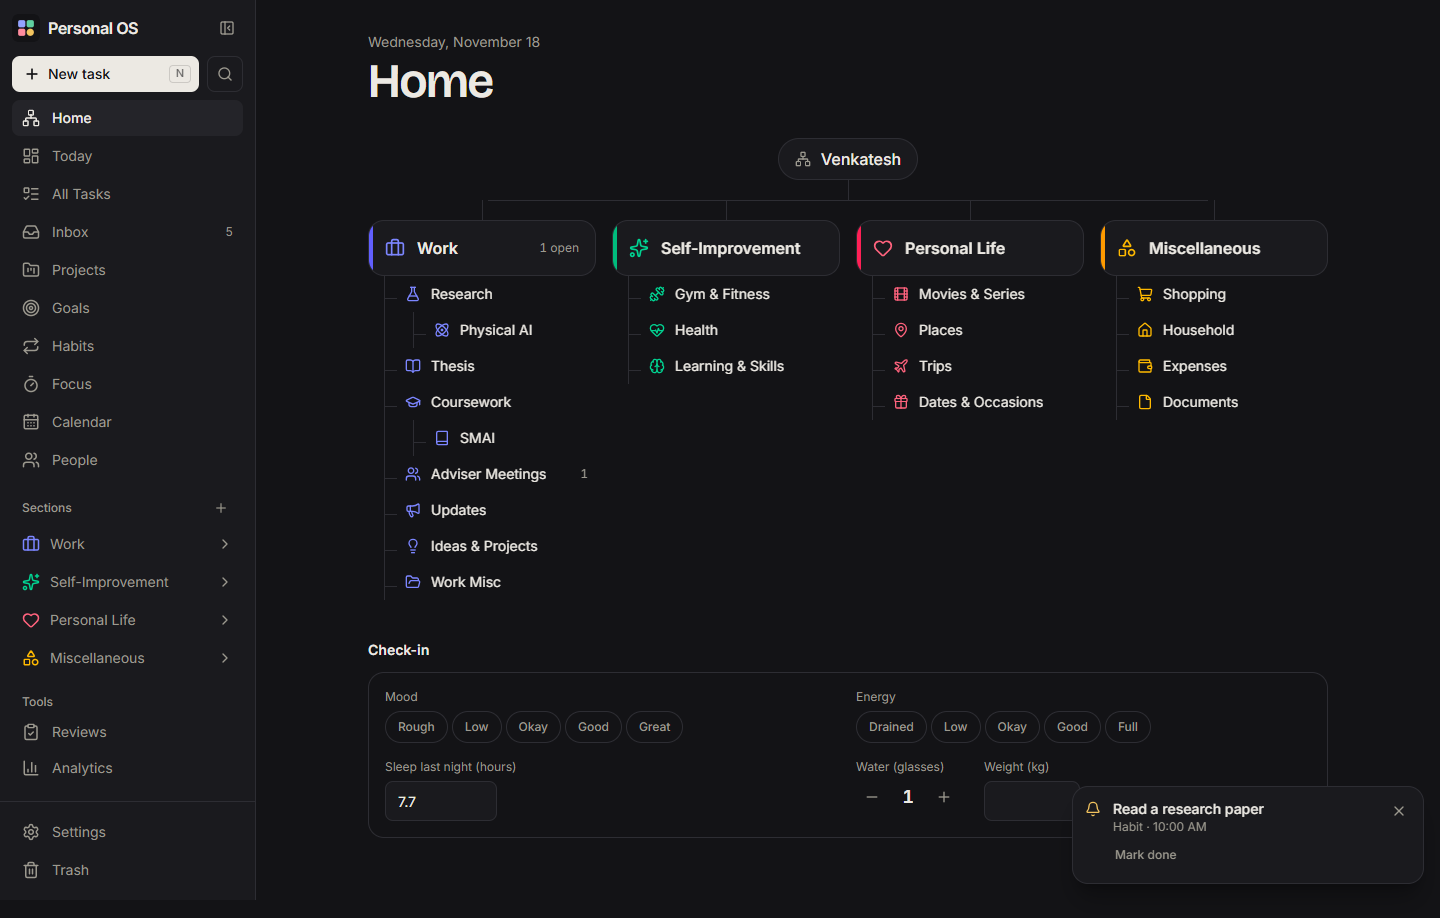 Personal OS
New task N
Home
Today
All Tasks
Inbox 5
Projects
Goals
Habits
Focus
Calendar
People
Sections
Work
Self-Improvement
Personal Life
Miscellaneous
Tools
Reviews
Analytics
Settings
Trash
Wednesday, November 18
Home
Venkatesh
Work 1 open
Research
Physical AI
Thesis
Coursework
SMAI
Adviser Meetings 1
Updates
Ideas & Projects
Work Misc
Self-Improvement
Gym & Fitness
Health
Learning & Skills
Personal Life
Movies & Series
Places
Trips
Dates & Occasions
Miscellaneous
Shopping
Household
Expenses
Documents
Check-in
Mood
Rough Low Okay Good Great
Energy
Drained Low Okay Good Full
Sleep last night (hours)
7.7
Water (glasses)
1
Weight (kg)
Read a research paper
Habit · 10:00 AM
Mark done